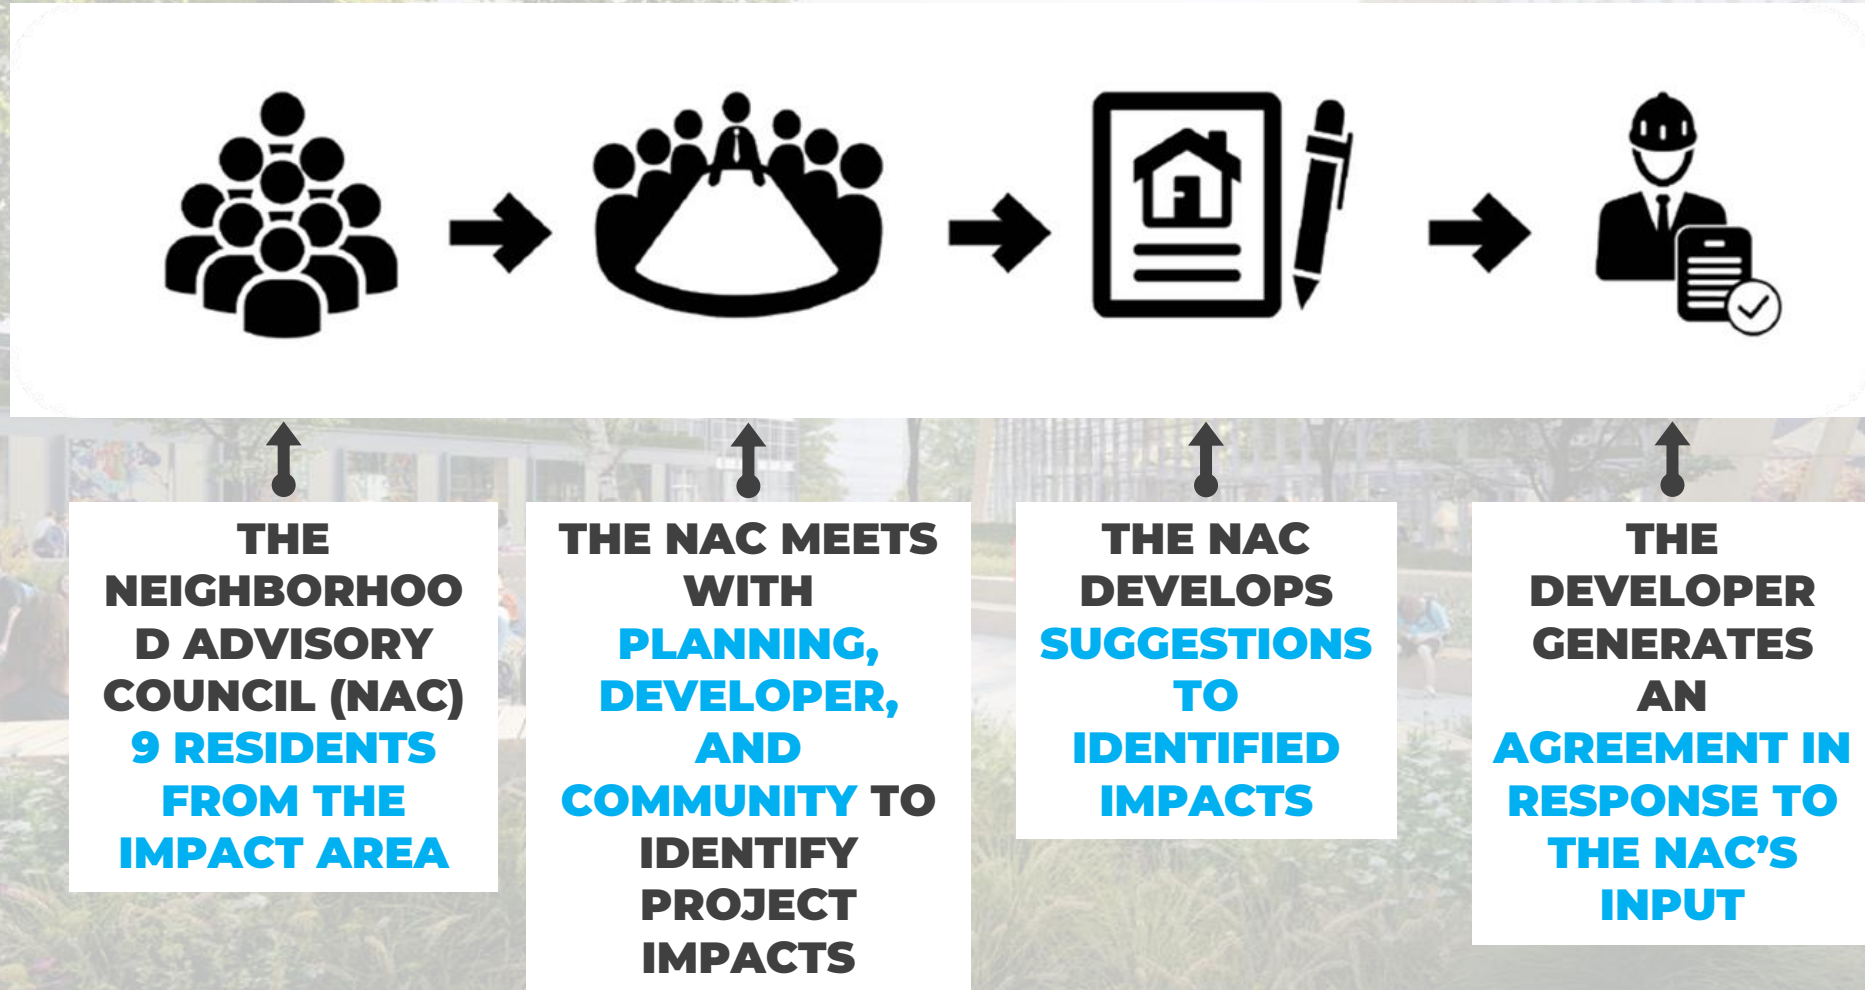 THE
NEIGHBORHOO
D ADVISORY
COUNCIL (NAC)
9 RESIDENTS
FROM THE
IMPACT AREA
THE NAC MEETS
WITH
PLANNING,
DEVELOPER,
AND
COMMUNITY TO
IDENTIFY
PROJECT
IMPACTS
THE NAC
DEVELOPS
SUGGESTIONS
TO
IDENTIFIED
IMPACTS
THE
DEVELOPER
GENERATES
AN
AGREEMENT IN
RESPONSE TO
THE NAC’S
INPUT